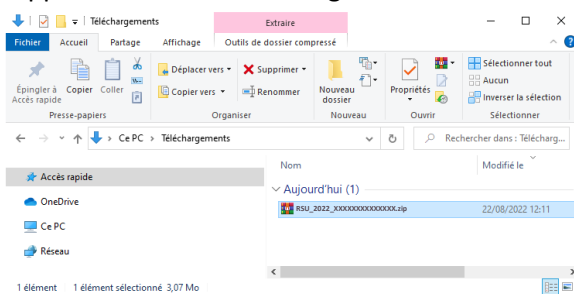 Téléchargements
Extraire
Fichier Accueil Partage Affichage Outils de dossier compressé
Épingler à Accès rapide
Copier
Coller
Déplacer vers
Copier vers
Supprimer
Renommer
Nouveau dossier
Propriétés
Sélectionner tout
Aucun
Inverser la sélection
Presse-papiers Organiser Nouveau Ouvrir Sélectionner
Ce PC > Téléchargements
Rechercher dans : Télécharg...
Nom Modifié le
Accès rapide
Aujourd'hui (1)
OneDrive
RSU_2022_XXXXXXXXXXXXXX.zip 22/08/2022 12:11
Ce PC
Réseau
1 élément 1 élément sélectionné 3,07 Mo